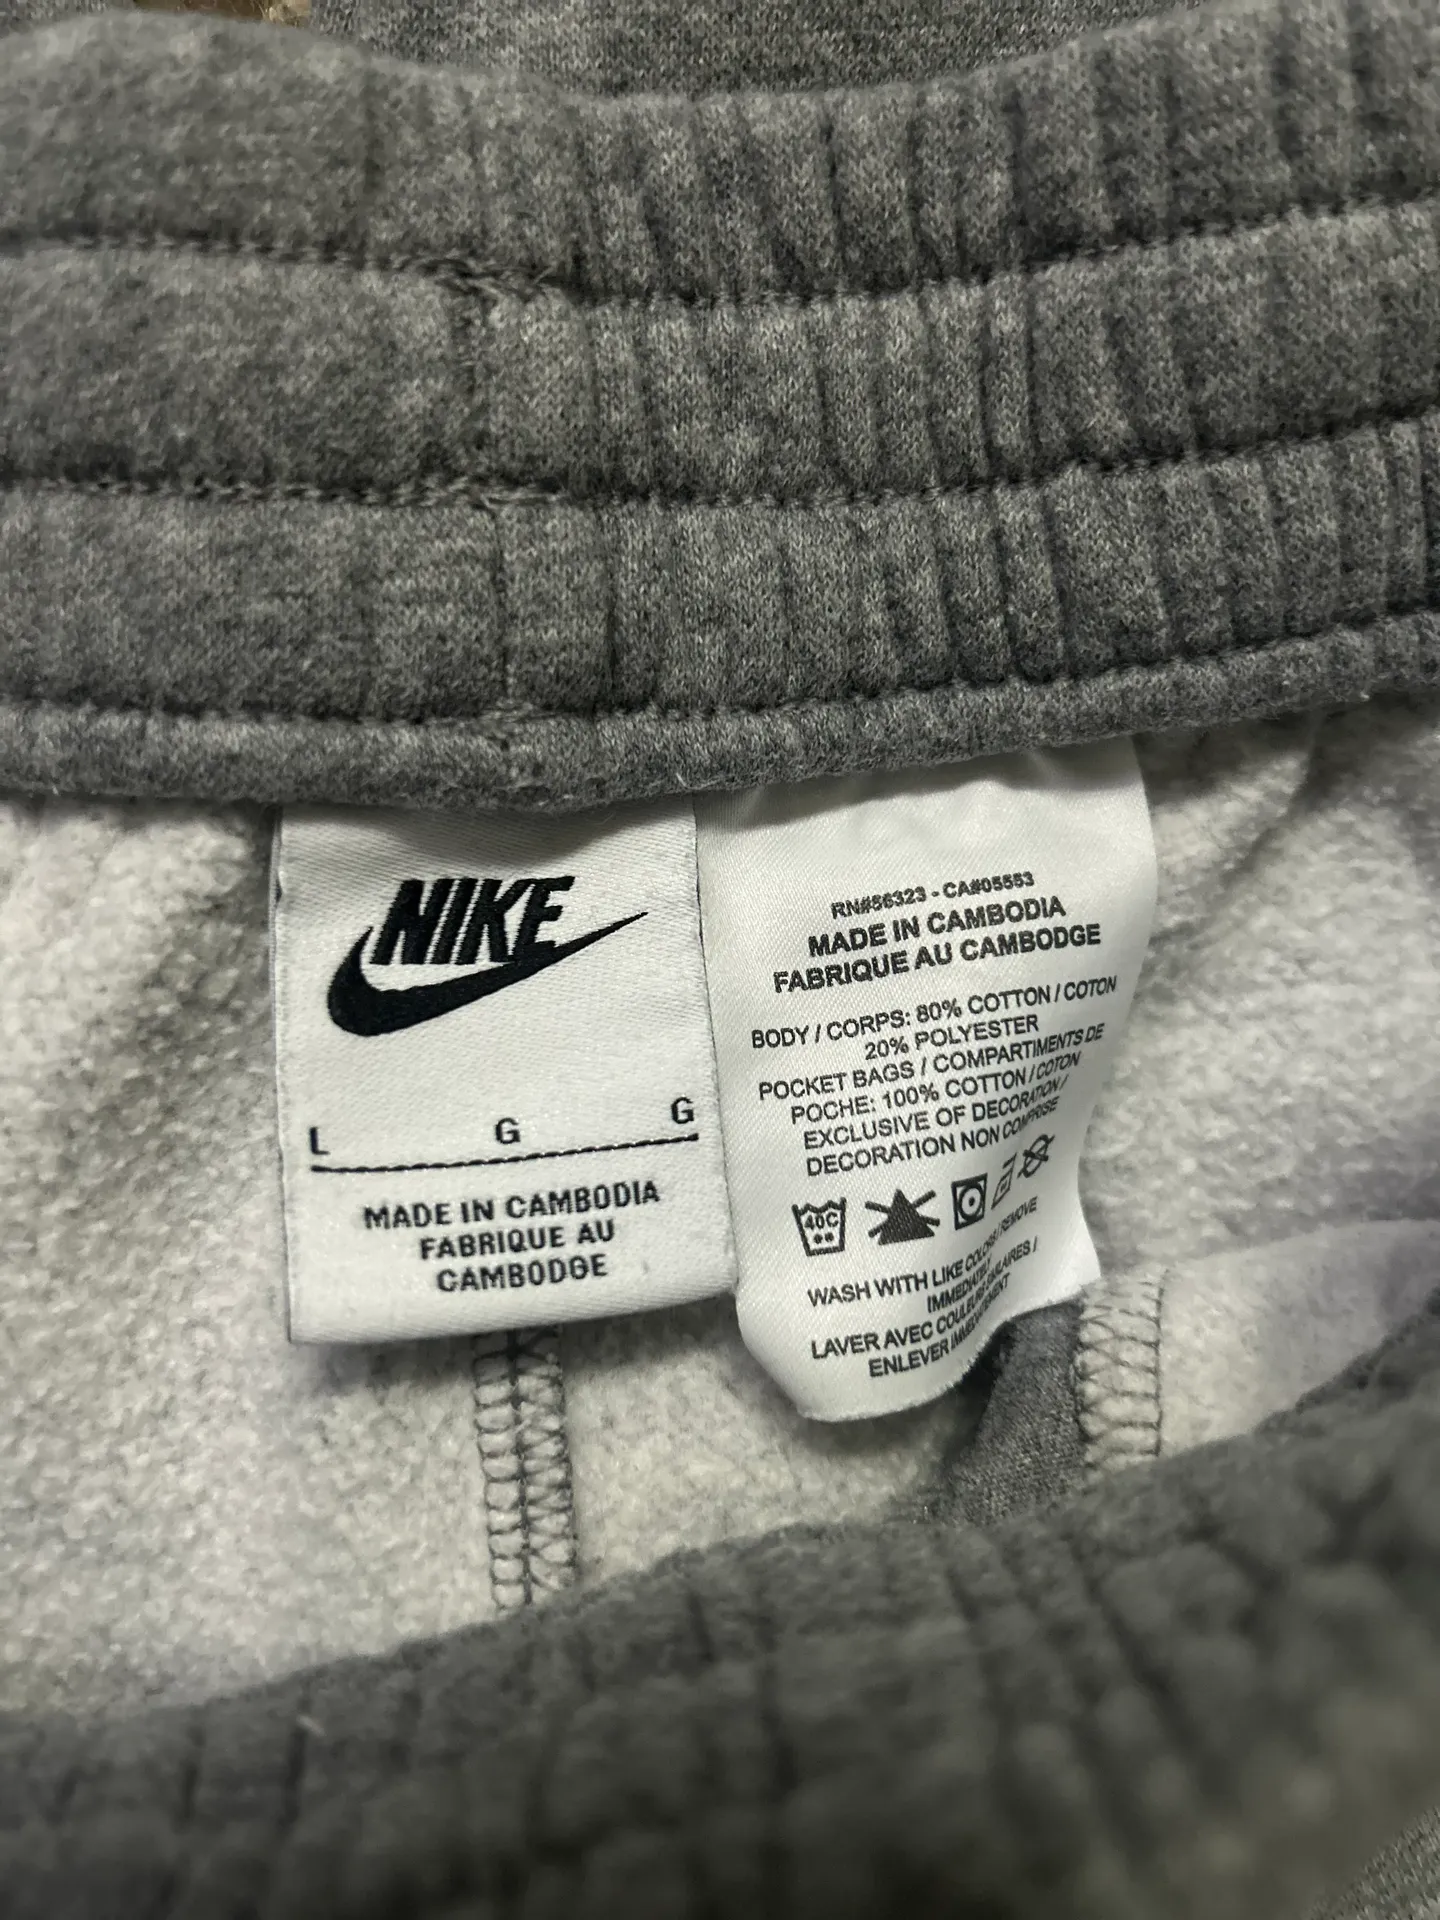 NIKE
L G G
MADE IN CAMBODIA
FABRIQUE AU
CAMBODGE
RN#56323 - CA#05553
MADE IN CAMBODIA
FABRIQUE AU CAMBODGE
BODY / CORPS: 80% COTTON / COTON
20% POLYESTER
POCKET BAGS / COMPARTIMENTS DE
POCHE: 100% COTTON / COTON
EXCLUSIVE OF DECORATION /
DECORATION NON COMPRISE
40C
WASH WITH LIKE COLORS / REMOVE
IMMEDIATELY
LAVER AVEC COULEURS SIMILAIRES /
ENLEVER IMMEDIATEMENT